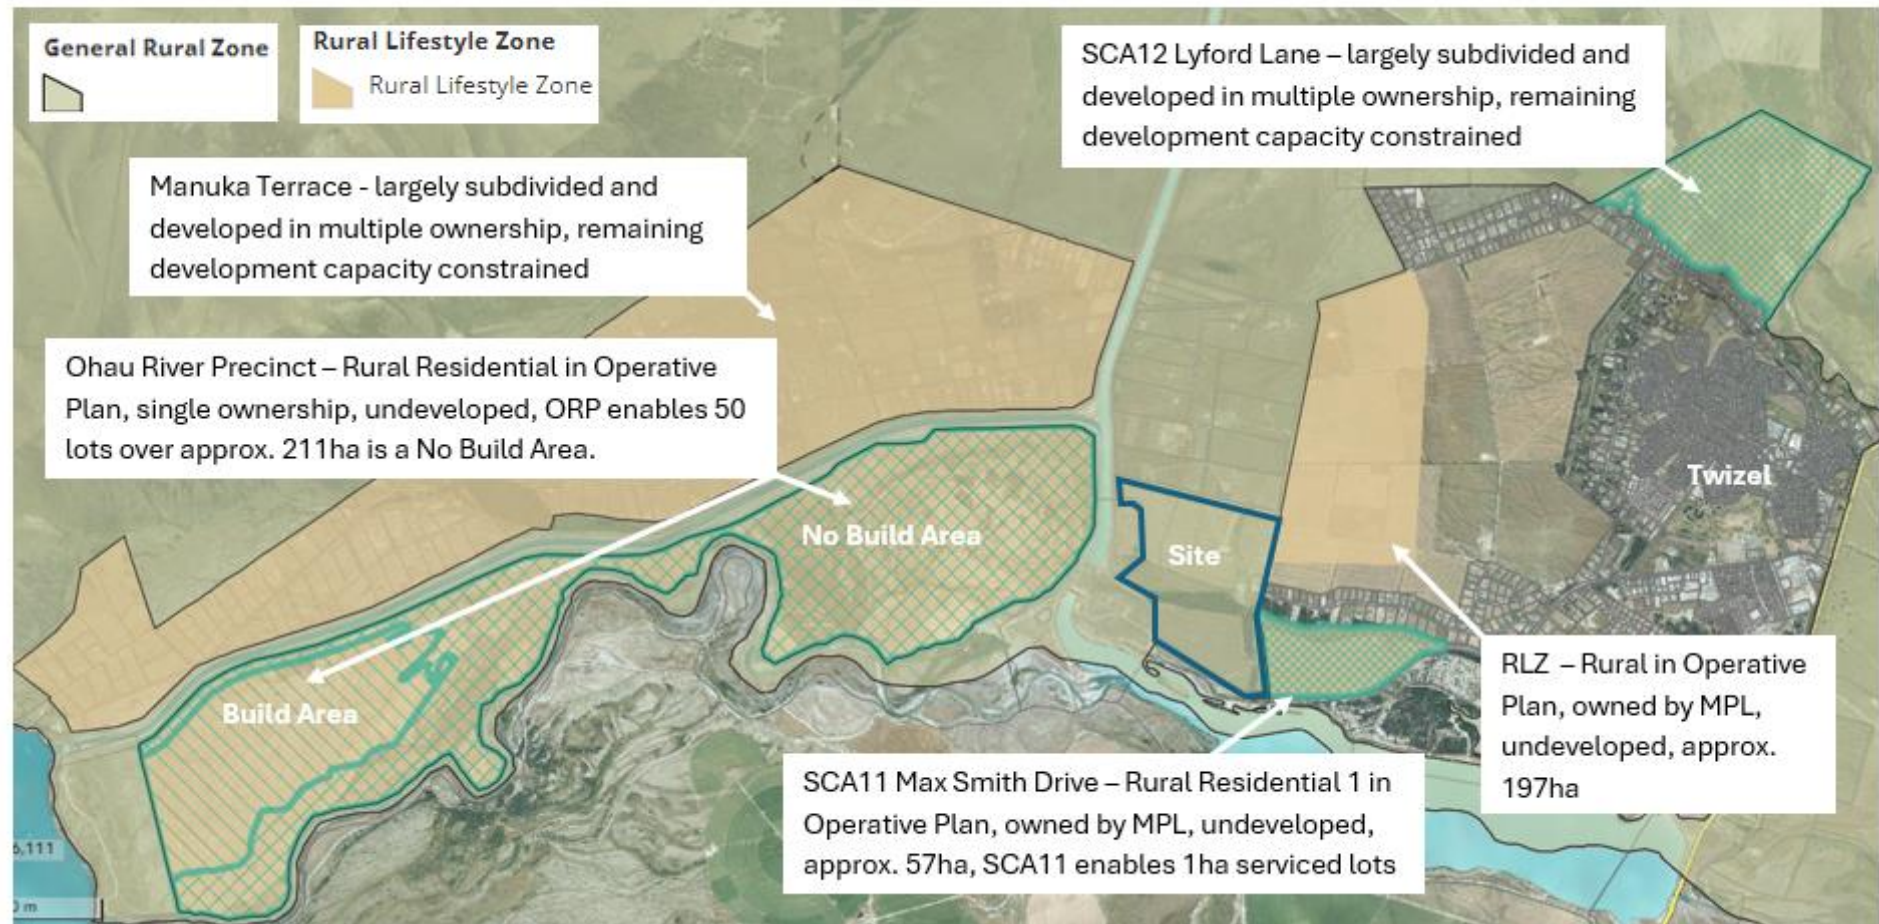 General Rural Zone
Rural Lifestyle Zone
Rural Lifestyle Zone
SCA12 Lyford Lane – largely subdivided and
developed in multiple ownership, remaining
development capacity constrained
Manuka Terrace - largely subdivided and
developed in multiple ownership, remaining
development capacity constrained
Ohau River Precinct – Rural Residential in Operative
Plan, single ownership, undeveloped, ORP enables 50
lots over approx. 211ha is a No Build Area.
Twizel
No Build Area
Site
Build Area
RLZ – Rural in Operative
Plan, owned by MPL,
undeveloped, approx.
197ha
SCA11 Max Smith Drive – Rural Residential 1 in
Operative Plan, owned by MPL, undeveloped,
approx. 57ha, SCA11 enables 1ha serviced lots
m